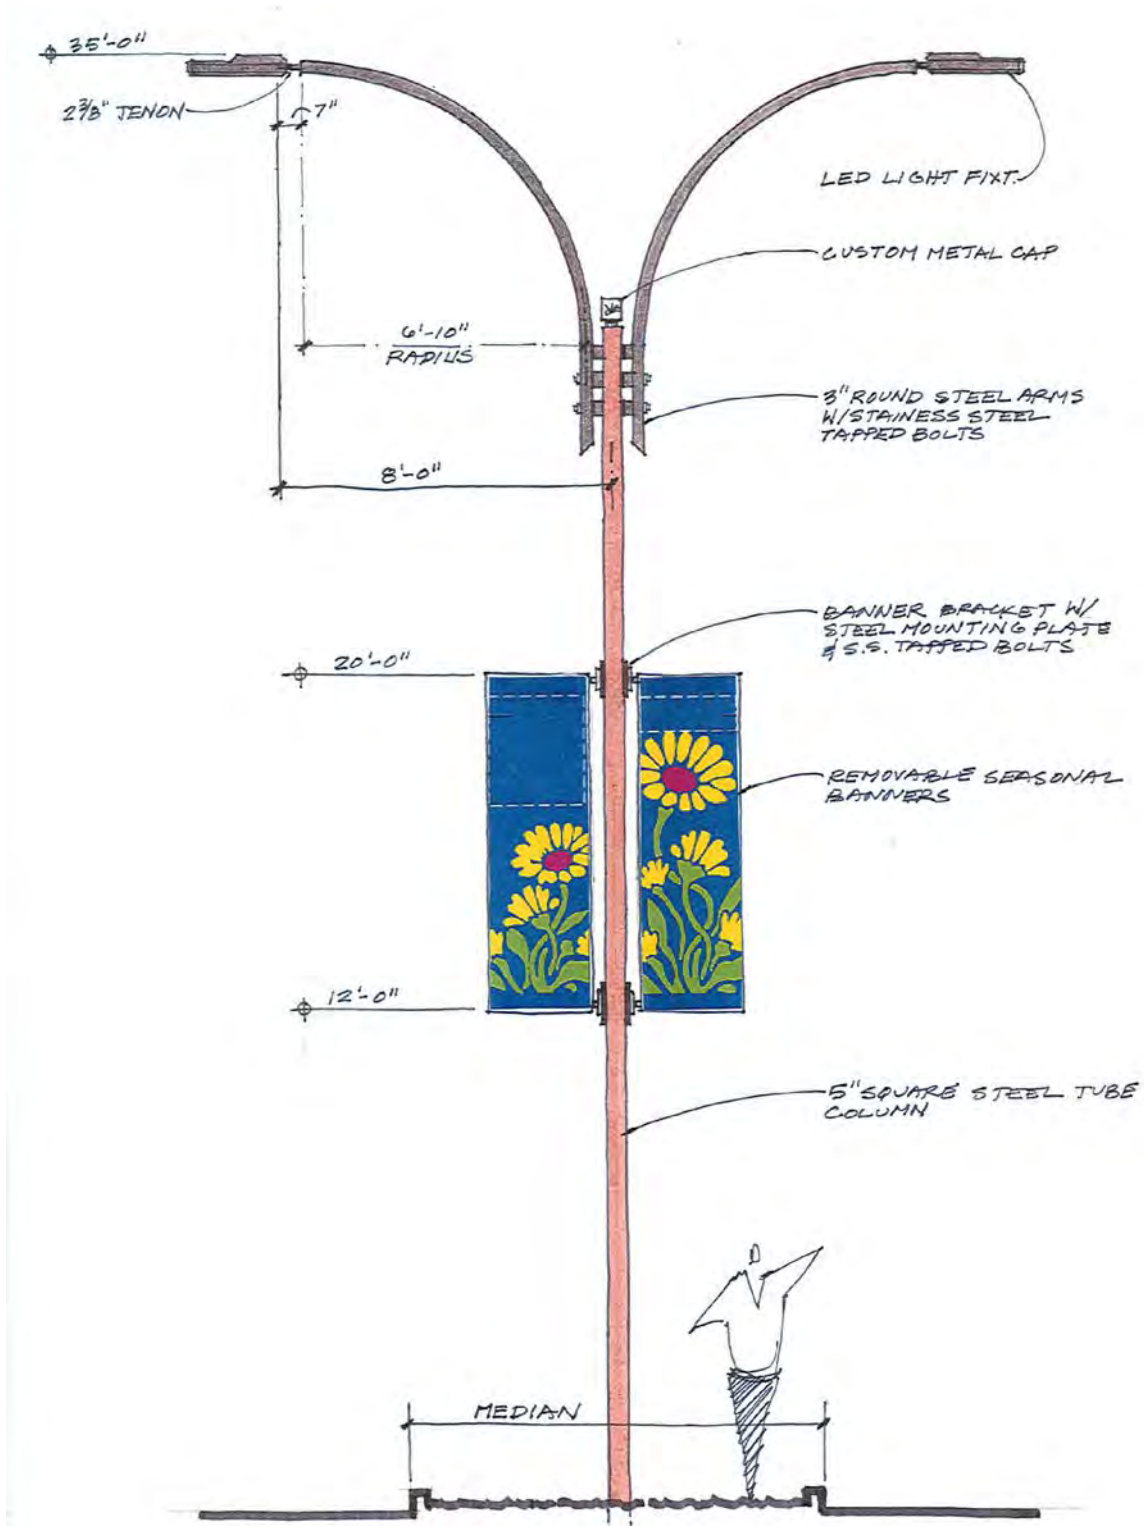 35'-0"
2 3/8" TENON
7"
LED LIGHT FIXT.
CUSTOM METAL CAP
6'-10"
RADIUS
3" ROUND STEEL ARMS
W/STAINESS STEEL
TAPPED BOLTS
8'-0"
BANNER BRACKET W/
STEEL MOUNTING PLATE
& S.S. TAPPED BOLTS
20'-0"
REMOVABLE SEASONAL
BANNERS
12'-0"
5" SQUARE STEEL TUBE
COLUMN
MEDIAN